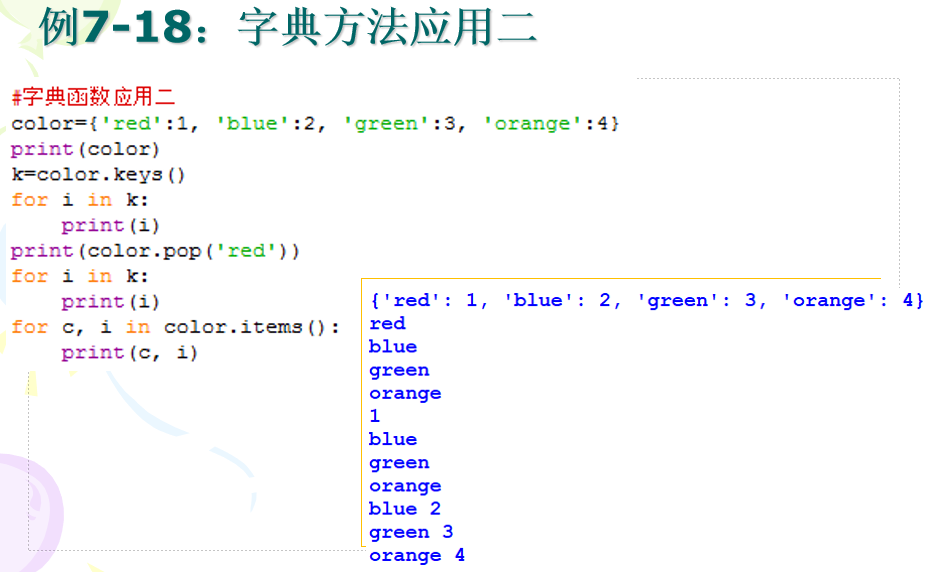 例7-18：字典方法应用二
#字典函数应用二
color={'red':1, 'blue':2, 'green':3, 'orange':4}
print(color)
k=color.keys()
for i in k:
    print(i)
print(color.pop('red'))
for i in k:
    print(i)
for c, i in color.items():
    print(c, i)
{'red': 1, 'blue': 2, 'green': 3, 'orange': 4}
red
blue
green
orange
1
blue
green
orange
blue 2
green 3
orange 4